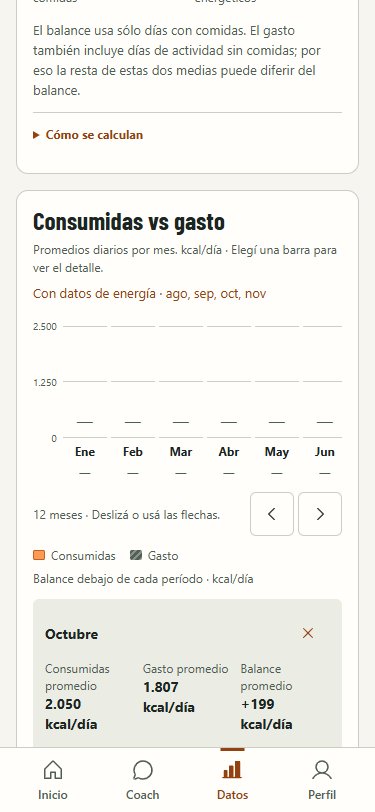 El balance usa sólo días con comidas. El gasto
también incluye días de actividad sin comidas; por
eso la resta de estas dos medias puede diferir del
balance.
Cómo se calculan
Consumidas vs gasto
Promedios diarios por mes. kcal/día · Elegí una barra para
ver el detalle.
Con datos de energía · ago, sep, oct, nov
2.500
1.250
0
— — — — — —
Ene Feb Mar Abr May Jun
— — — — — —
12 meses · Deslizá o usá las flechas.
Consumidas Gasto
Balance debajo de cada período · kcal/día
Octubre
Consumidas promedio
2.050 kcal/día
Gasto promedio
1.807 kcal/día
Balance promedio
+199 kcal/día
Inicio Coach Datos Perfil